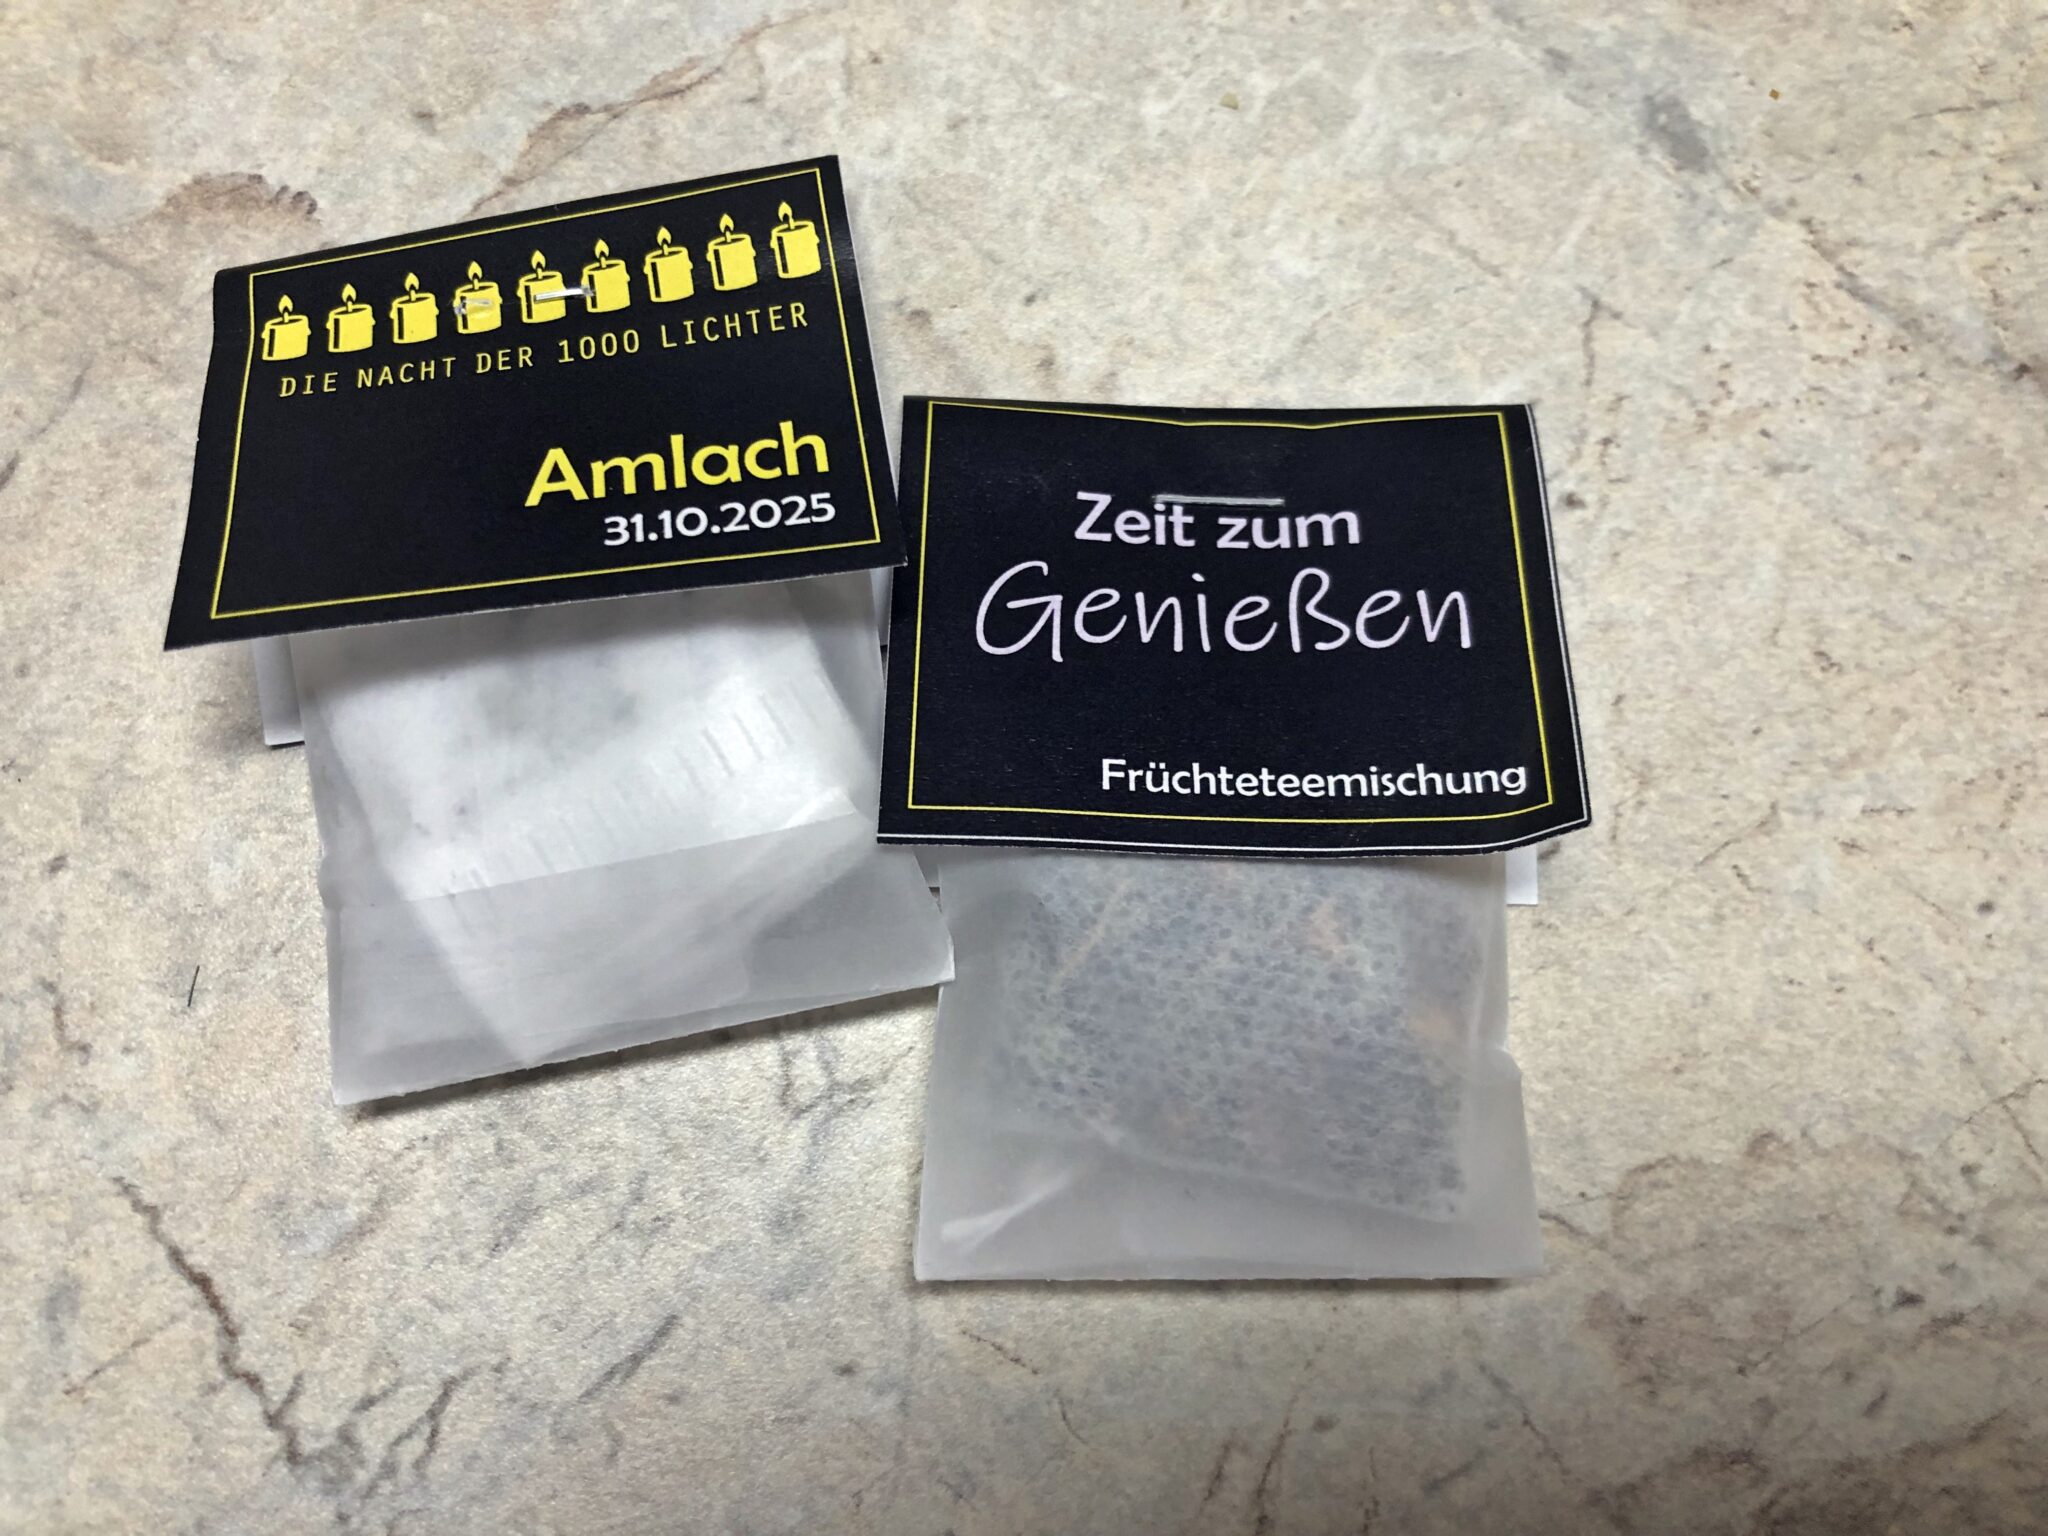 DIE NACHT DER 1000 LICHTER
Amlach
31.10.2025
Zeit zum
Genießen
Früchteteemischung